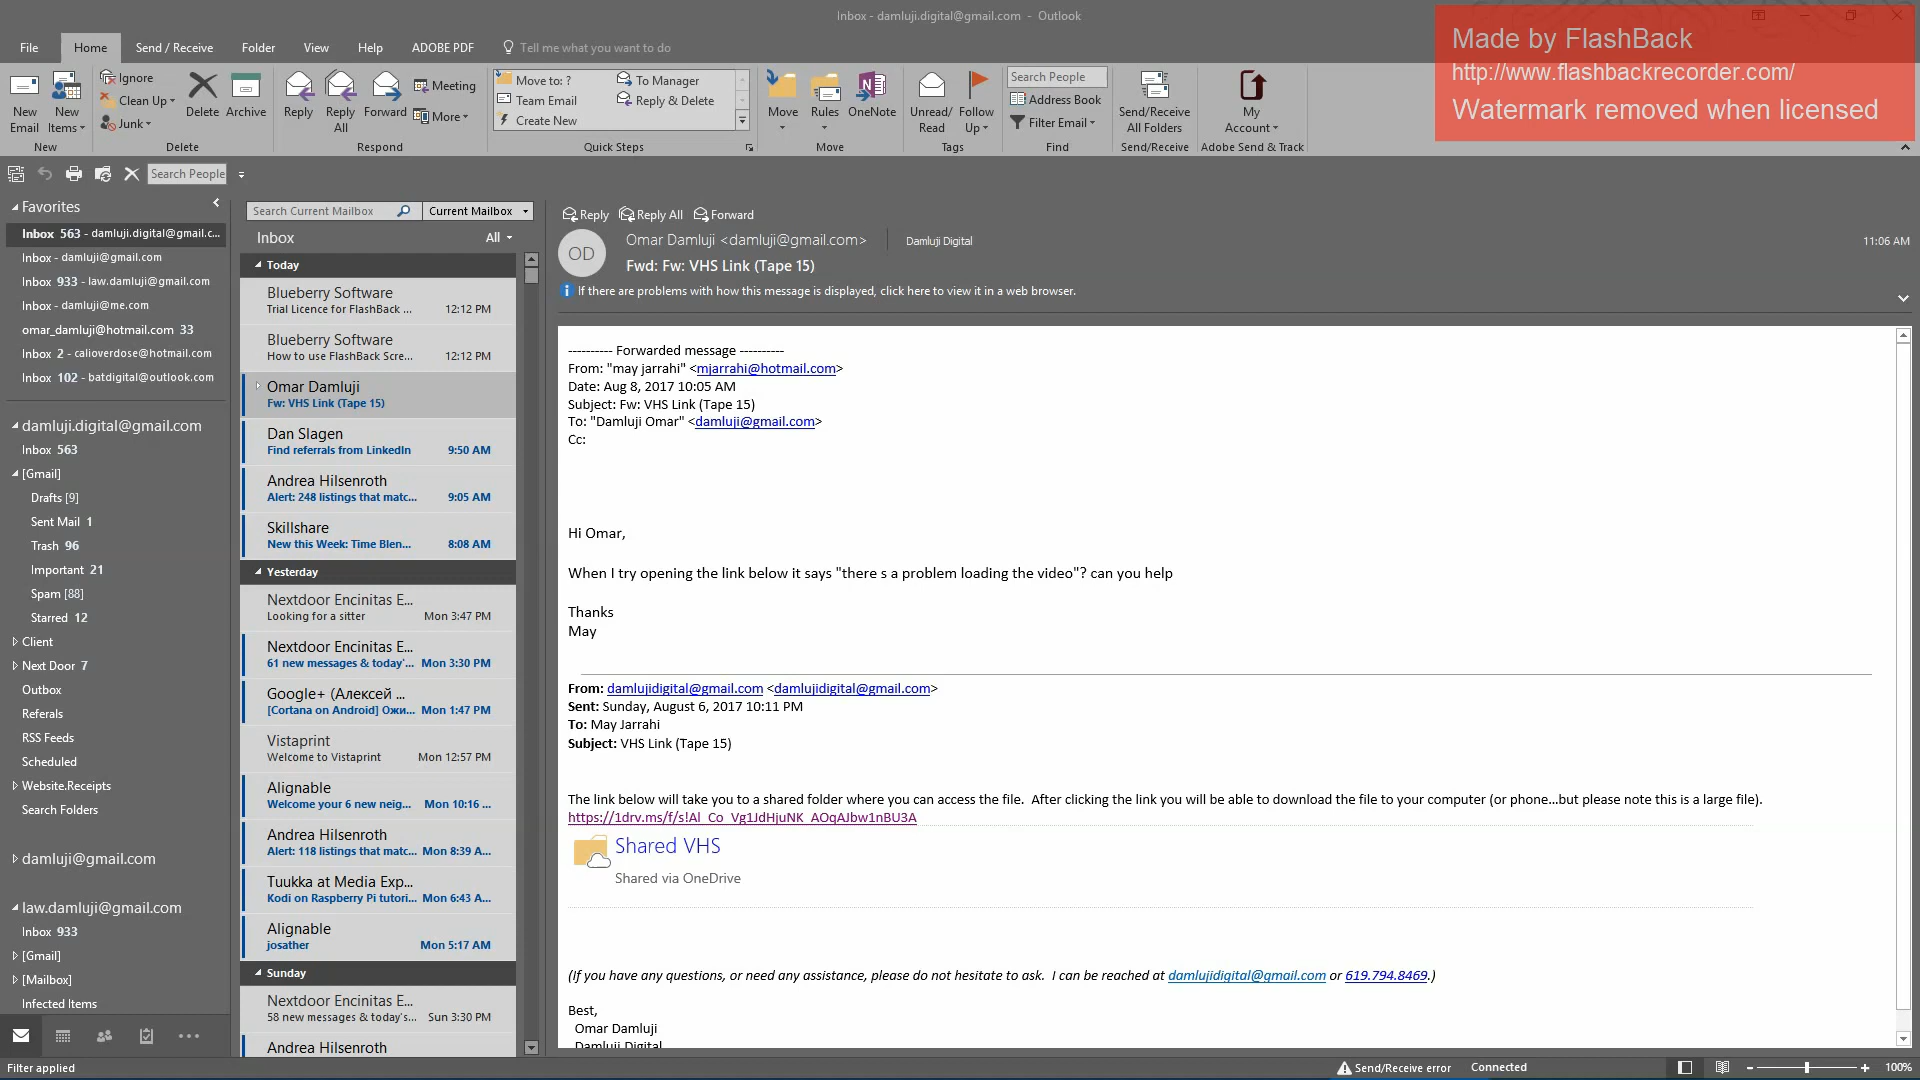 Inbox - damluji.digital@gmail.com - Outlook
Made by FlashBack
http://www.flashbackrecorder.com/
Watermark removed when licensed
File Home Send / Receive Folder View Help ADOBE PDF Tell me what you want to do
New Email
New Items
New
Ignore
Clean Up
Junk
Delete
Archive
Delete
Reply
Reply All
Forward
Meeting
More
Respond
Move to: ?
Team Email
Create New
To Manager
Reply & Delete
Quick Steps
Move
Rules
OneNote
Move
Unread/ Read
Follow Up
Tags
Search People
Address Book
Filter Email
Find
Send/Receive All Folders
Send/Receive
My Account
Adobe Send & Track
Search People
Favorites
Inbox 563 - damluji.digital@gmail.c...
Inbox - damluji@gmail.com
Inbox 933 - law.damluji@gmail.com
Inbox - damluji@me.com
omar_damluji@hotmail.com 33
Inbox 2 - calioverdose@hotmail.com
Inbox 102 - batdigital@outlook.com
damluji.digital@gmail.com
Inbox 563
[Gmail]
Drafts [9]
Sent Mail 1
Trash 96
Important 21
Spam [88]
Starred 12
Client
Next Door 7
Outbox
Referrals
RSS Feeds
Scheduled
Website.Receipts
Search Folders
damluji@gmail.com
law.damluji@gmail.com
Inbox 933
[Gmail]
[Mailbox]
Infected Items
Search Current Mailbox
Current Mailbox
Inbox
All
Today
Blueberry Software
Trial Licence for FlashBack ... 12:12 PM
Blueberry Software
How to use FlashBack Scre... 12:12 PM
Omar Damluji
Fw: VHS Link (Tape 15)
Dan Slagen
Find referrals from LinkedIn 9:50 AM
Andrea Hilsenroth
Alert: 248 listings that matc... 9:05 AM
Skillshare
New this Week: Time Blen... 8:08 AM
Yesterday
Nextdoor Encinitas E...
Looking for a sitter Mon 3:47 PM
Nextdoor Encinitas E...
61 new messages & today'... Mon 3:30 PM
Google+ (Алексей ...
[Cortana on Android] Ожи... Mon 1:47 PM
Vistaprint
Welcome to Vistaprint Mon 12:57 PM
Alignable
Welcome your 6 new neig... Mon 10:16 ...
Andrea Hilsenroth
Alert: 118 listings that matc... Mon 8:39 A...
Tuukka at Media Exp...
Kodi on Raspberry Pi tutori... Mon 6:43 A...
Alignable
josather Mon 5:17 AM
Sunday
Nextdoor Encinitas E...
58 new messages & today's... Sun 3:30 PM
Andrea Hilsenroth
Reply Reply All Forward
OD
Omar Damluji <damluji@gmail.com> Damluji Digital 11:06 AM
Fwd: Fw: VHS Link (Tape 15)
If there are problems with how this message is displayed, click here to view it in a web browser.
---------- Forwarded message ----------
From: "may jarrahi" <mjarrahi@hotmail.com>
Date: Aug 8, 2017 10:05 AM
Subject: Fw: VHS Link (Tape 15)
To: "Damluji Omar" <damluji@gmail.com>
Cc:
Hi Omar,
When I try opening the link below it says "there s a problem loading the video"? can you help
Thanks
May
From: damlujidigital@gmail.com <damlujidigital@gmail.com>
Sent: Sunday, August 6, 2017 10:11 PM
To: May Jarrahi
Subject: VHS Link (Tape 15)
The link below will take you to a shared folder where you can access the file.  After clicking the link you will be able to download the file to your computer (or phone...but please note this is a large file).
https://1drv.ms/f/s!Al_Co_Vg1JdHjuNK_AOqAJbw1nBU3A
Shared VHS
Shared via OneDrive
(If you have any questions, or need any assistance, please do not hesitate to ask.  I can be reached at damlujidigital@gmail.com or 619.794.8469.)
Best,
Omar Damluji
Damluji Digital
Filter applied
Send/Receive error
Connected
100%